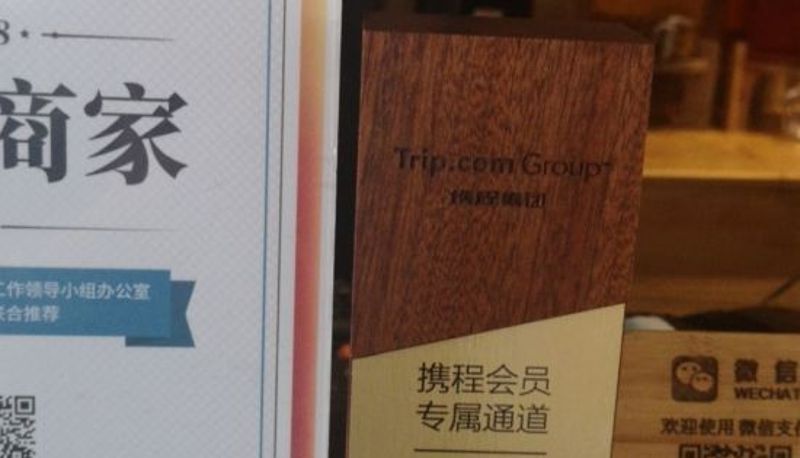 8
商家
工作领导小组办公室
联合推荐
Trip.com Group™
携程集团
携程会员
专属通道
微信
WECHAT
欢迎使用 微信支付